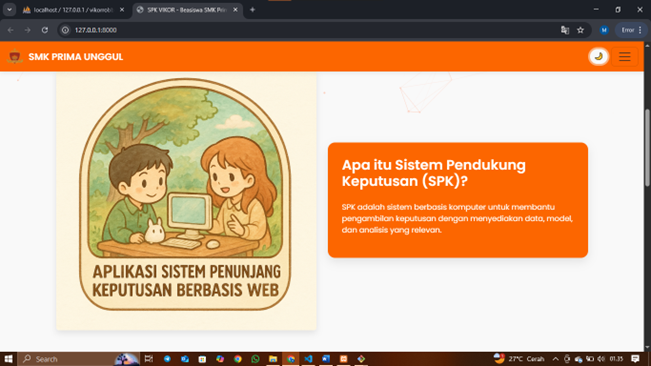 localhost / 127.0.0.1 / vikorrobt
SPK VIKOR - Beasiswa SMK Prim
127.0.0.1:8000
M
Error
SMK PRIMA UNGGUL
Apa itu Sistem Pendukung
Keputusan (SPK)?
SPK adalah sistem berbasis komputer untuk membantu
pengambilan keputusan dengan menyediakan data, model,
dan analisis yang relevan.
APLIKASI SISTEM PENUNJANG
KEPUTUSAN BERBASIS WEB
Search
27°C Cerah
01.35